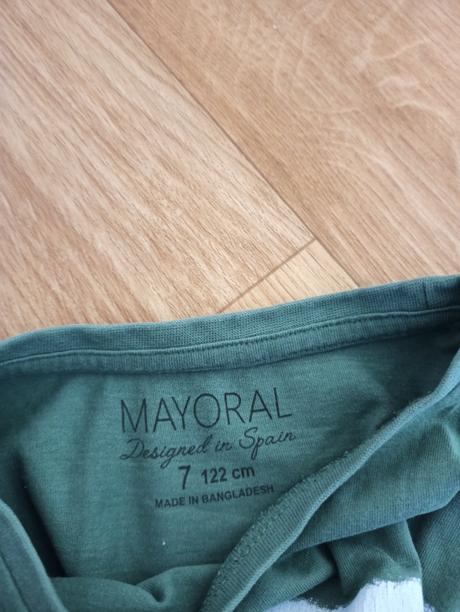 MAYORAL
Designed in Spain
7 122 cm
MADE IN BANGLADESH